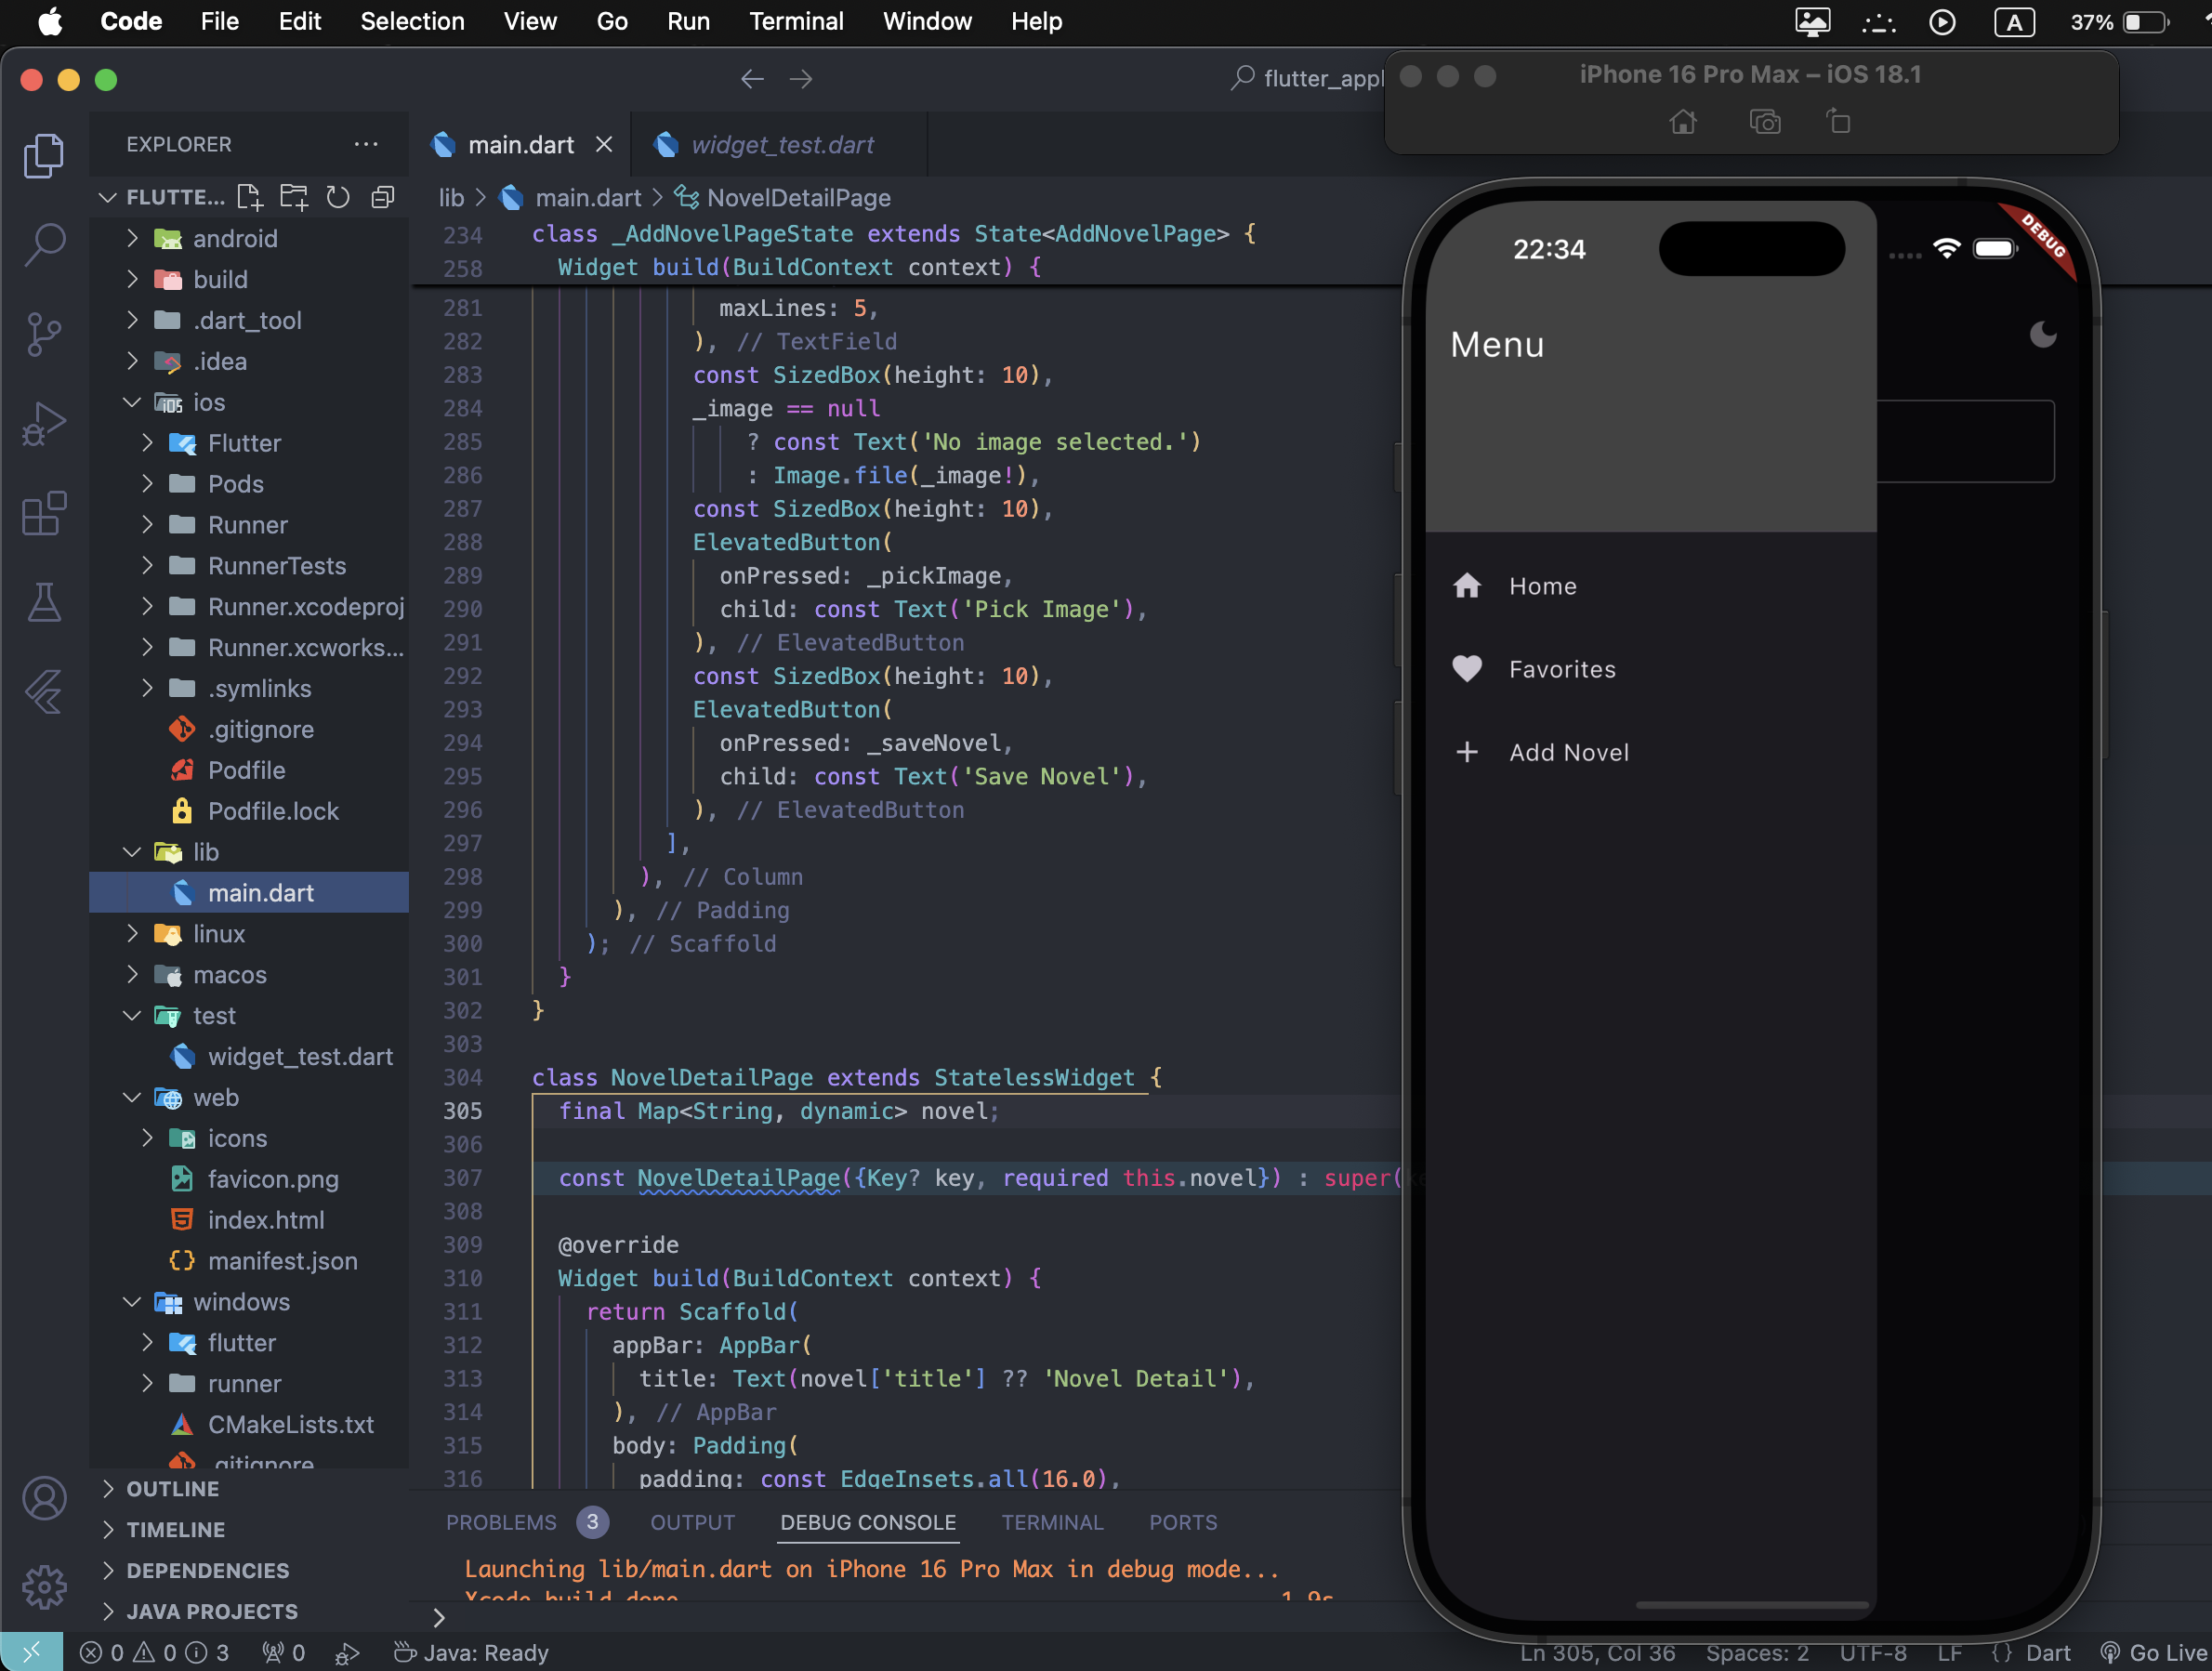 Code File Edit Selection View Go Run Terminal Window Help A 37%
flutter_appl
iPhone 16 Pro Max – iOS 18.1
EXPLORER
main.dart
widget_test.dart
FLUTTE...
lib > main.dart > NovelDetailPage
android
build
.dart_tool
.idea
ios
Flutter
Pods
Runner
RunnerTests
Runner.xcodeproj
Runner.xcworks...
.symlinks
.gitignore
Podfile
Podfile.lock
lib
main.dart
linux
macos
test
widget_test.dart
web
icons
favicon.png
index.html
manifest.json
windows
flutter
runner
CMakeLists.txt
.gitignore
OUTLINE
TIMELINE
DEPENDENCIES
JAVA PROJECTS
234 class _AddNovelPageState extends State<AddNovelPage> {
258 Widget build(BuildContext context) {
281 maxLines: 5,
282 ), // TextField
283 const SizedBox(height: 10),
284 _image == null
285 ? const Text('No image selected.')
286 : Image.file(_image!),
287 const SizedBox(height: 10),
288 ElevatedButton(
289 onPressed: _pickImage,
290 child: const Text('Pick Image'),
291 ), // ElevatedButton
292 const SizedBox(height: 10),
293 ElevatedButton(
294 onPressed: _saveNovel,
295 child: const Text('Save Novel'),
296 ), // ElevatedButton
297 ],
298 ), // Column
299 ), // Padding
300 ); // Scaffold
301 }
302 }
303
304 class NovelDetailPage extends StatelessWidget {
305 final Map<String, dynamic> novel;
306
307 const NovelDetailPage({Key? key, required this.novel}) : super(ke
308
309 @override
310 Widget build(BuildContext context) {
311 return Scaffold(
312 appBar: AppBar(
313 title: Text(novel['title'] ?? 'Novel Detail'),
314 ), // AppBar
315 body: Padding(
316 padding: const EdgeInsets.all(16.0),
PROBLEMS 3 OUTPUT DEBUG CONSOLE TERMINAL PORTS
Launching lib/main.dart on iPhone 16 Pro Max in debug mode...
Xcode build done. 1.9s
>
22:34
DEBUG
Menu
Home
Favorites
Add Novel
0 0 3 0 Java: Ready Ln 305, Col 36 Spaces: 2 UTF-8 LF {} Dart Go Live